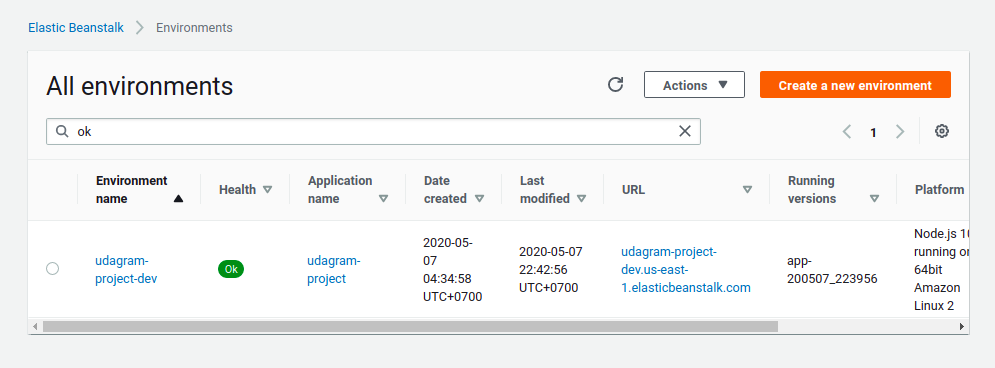 Elastic Beanstalk > Environments
All environments
Actions
Create a new environment
ok
1
Environment name
Health
Application name
Date created
Last modified
URL
Running versions
Platform
udagram-
project-dev
Ok
udagram-
project
2020-05-
07
04:34:58
UTC+0700
2020-05-07
22:42:56
UTC+0700
udagram-project-
dev.us-east-
1.elasticbeanstalk.com
app-
200507_223956
Node.js 10
running on
64bit
Amazon
Linux 2